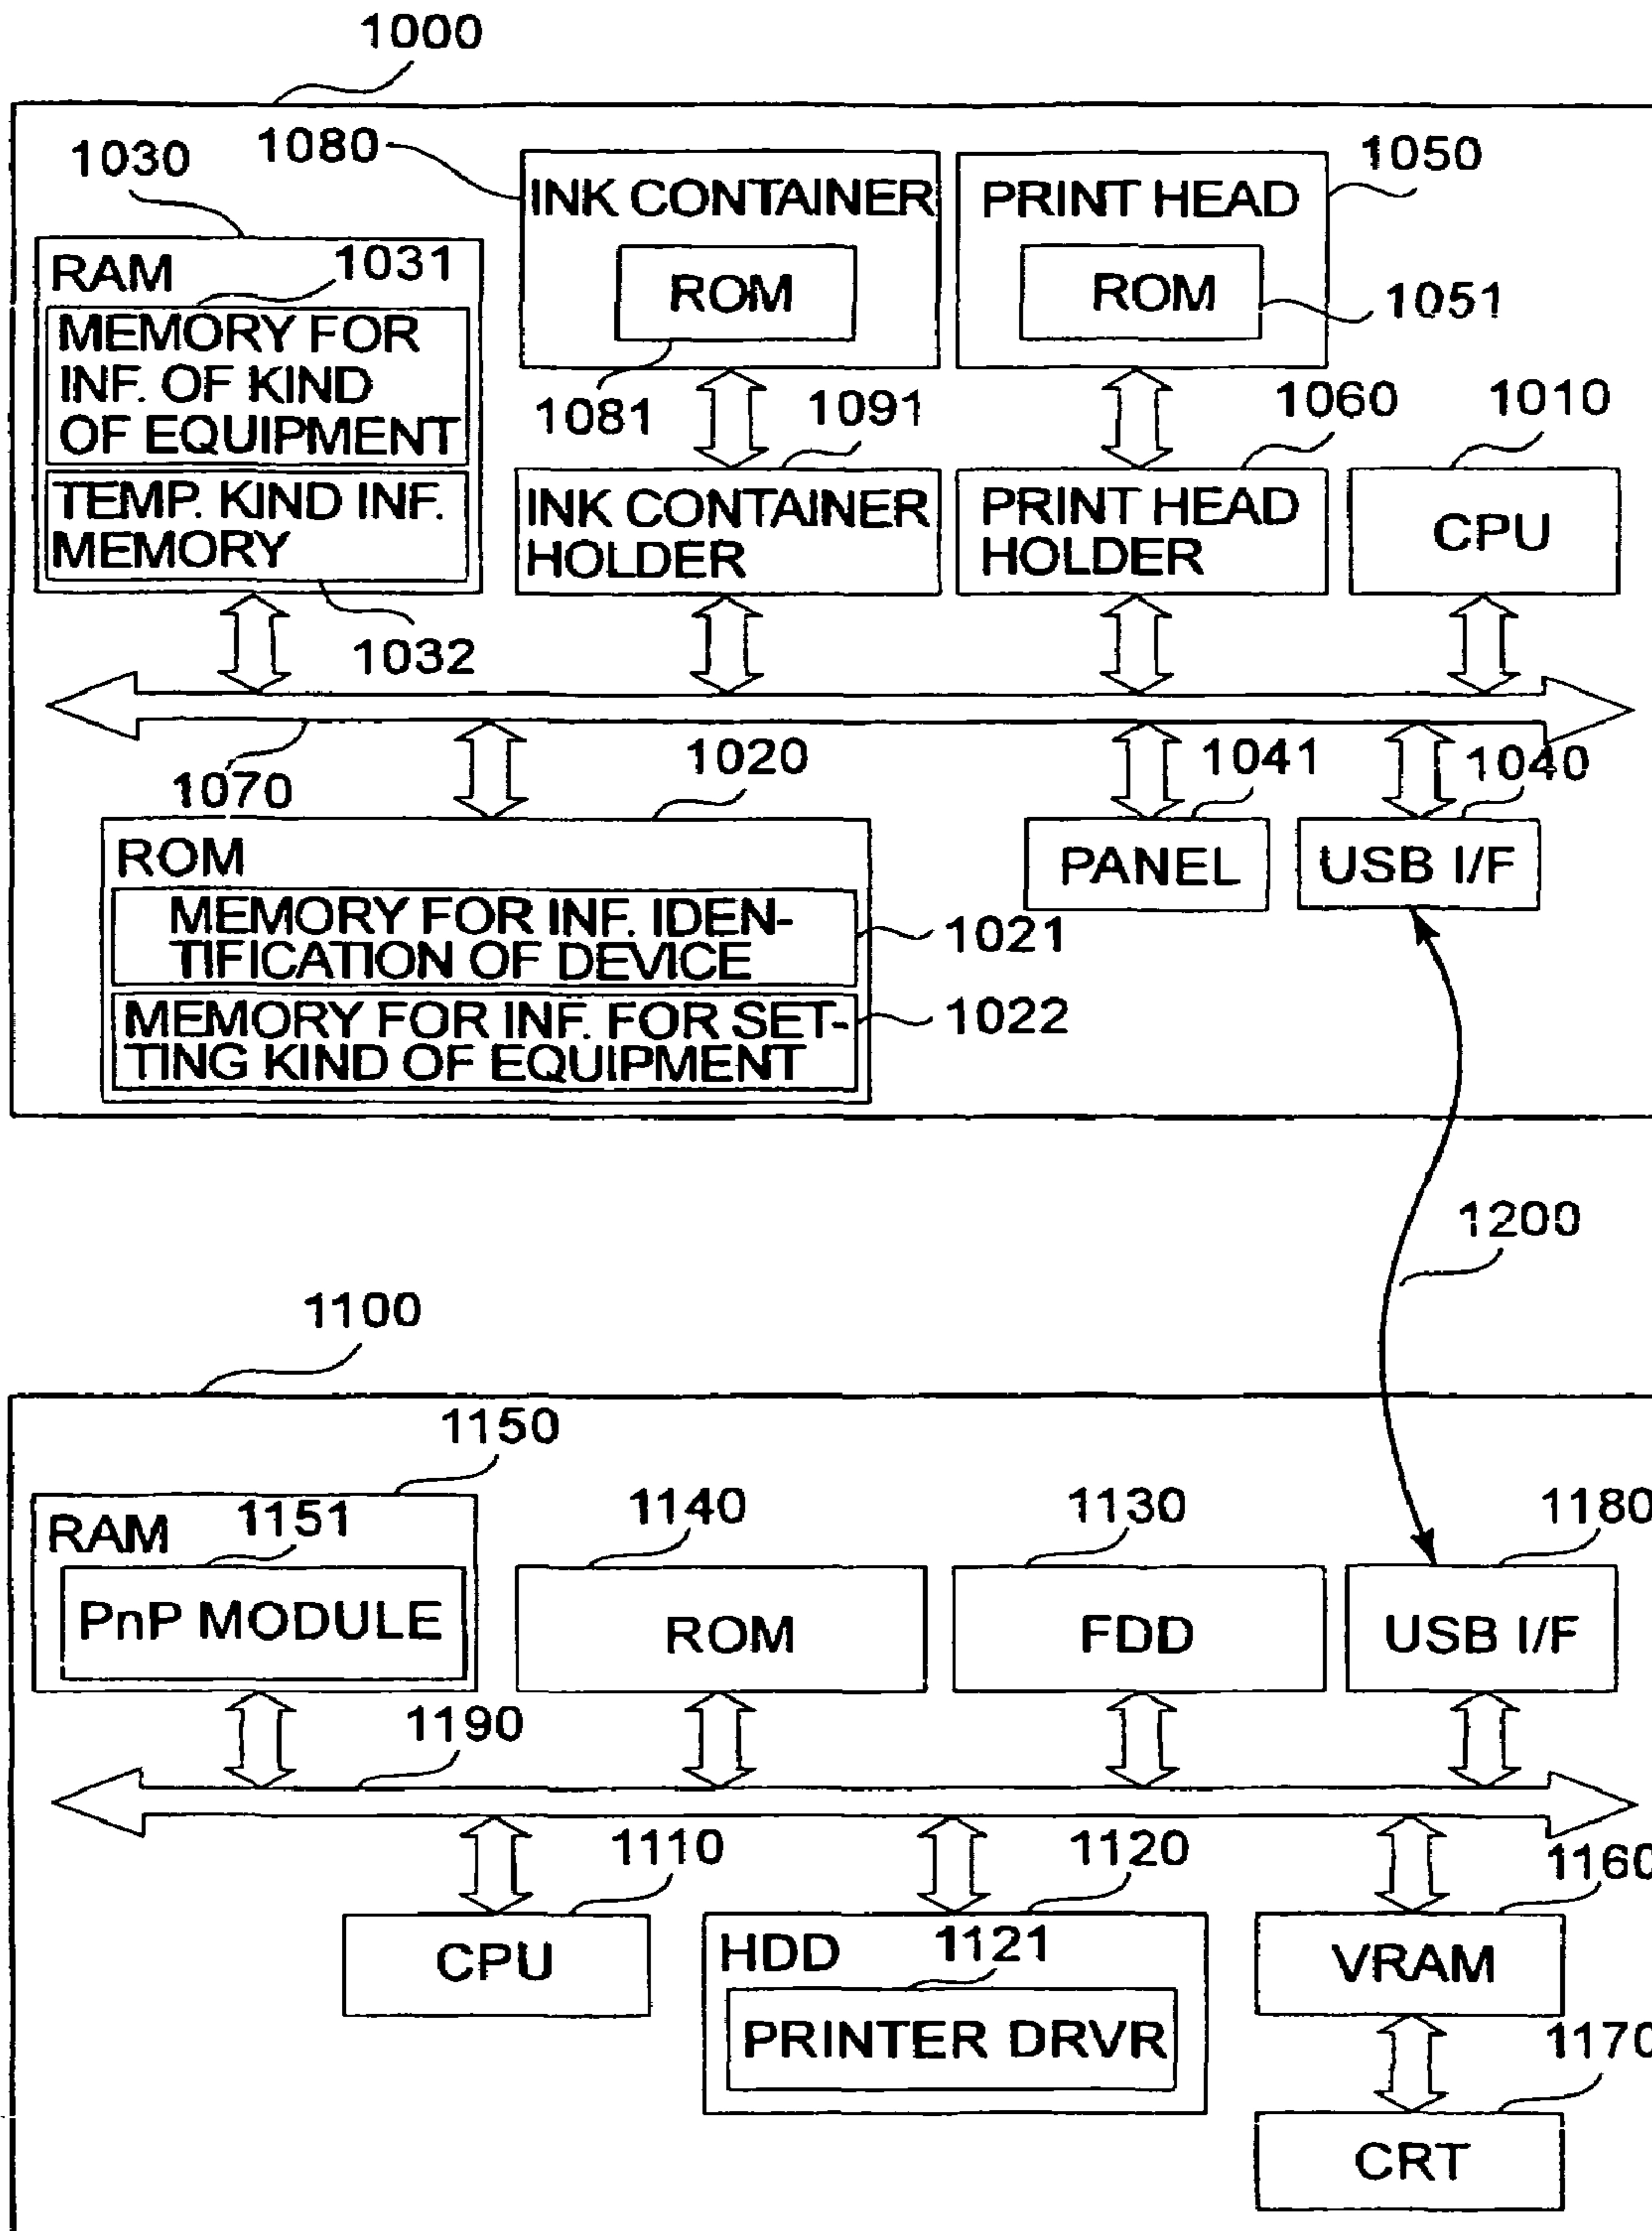 1000
1030
1080
1050
INK CONTAINER
PRINT HEAD
RAM
1031
ROM
ROM
1051
MEMORY FOR
INF. OF KIND
OF EQUIPMENT
1081
1091
1060
1010
TEMP. KIND INF.
MEMORY
INK CONTAINER
HOLDER
PRINT HEAD
HOLDER
CPU
1032
1070
1020
1041
1040
ROM
PANEL
USB I/F
MEMORY FOR INF. IDEN-
TIFICATION OF DEVICE
1021
MEMORY FOR INF. FOR SET-
TING KIND OF EQUIPMENT
1022
1200
1100
1150
RAM
1151
1140
1130
1180
PnP MODULE
ROM
FDD
USB I/F
1190
1110
1120
1160
CPU
HDD
1121
VRAM
PRINTER DRVR
1170
CRT